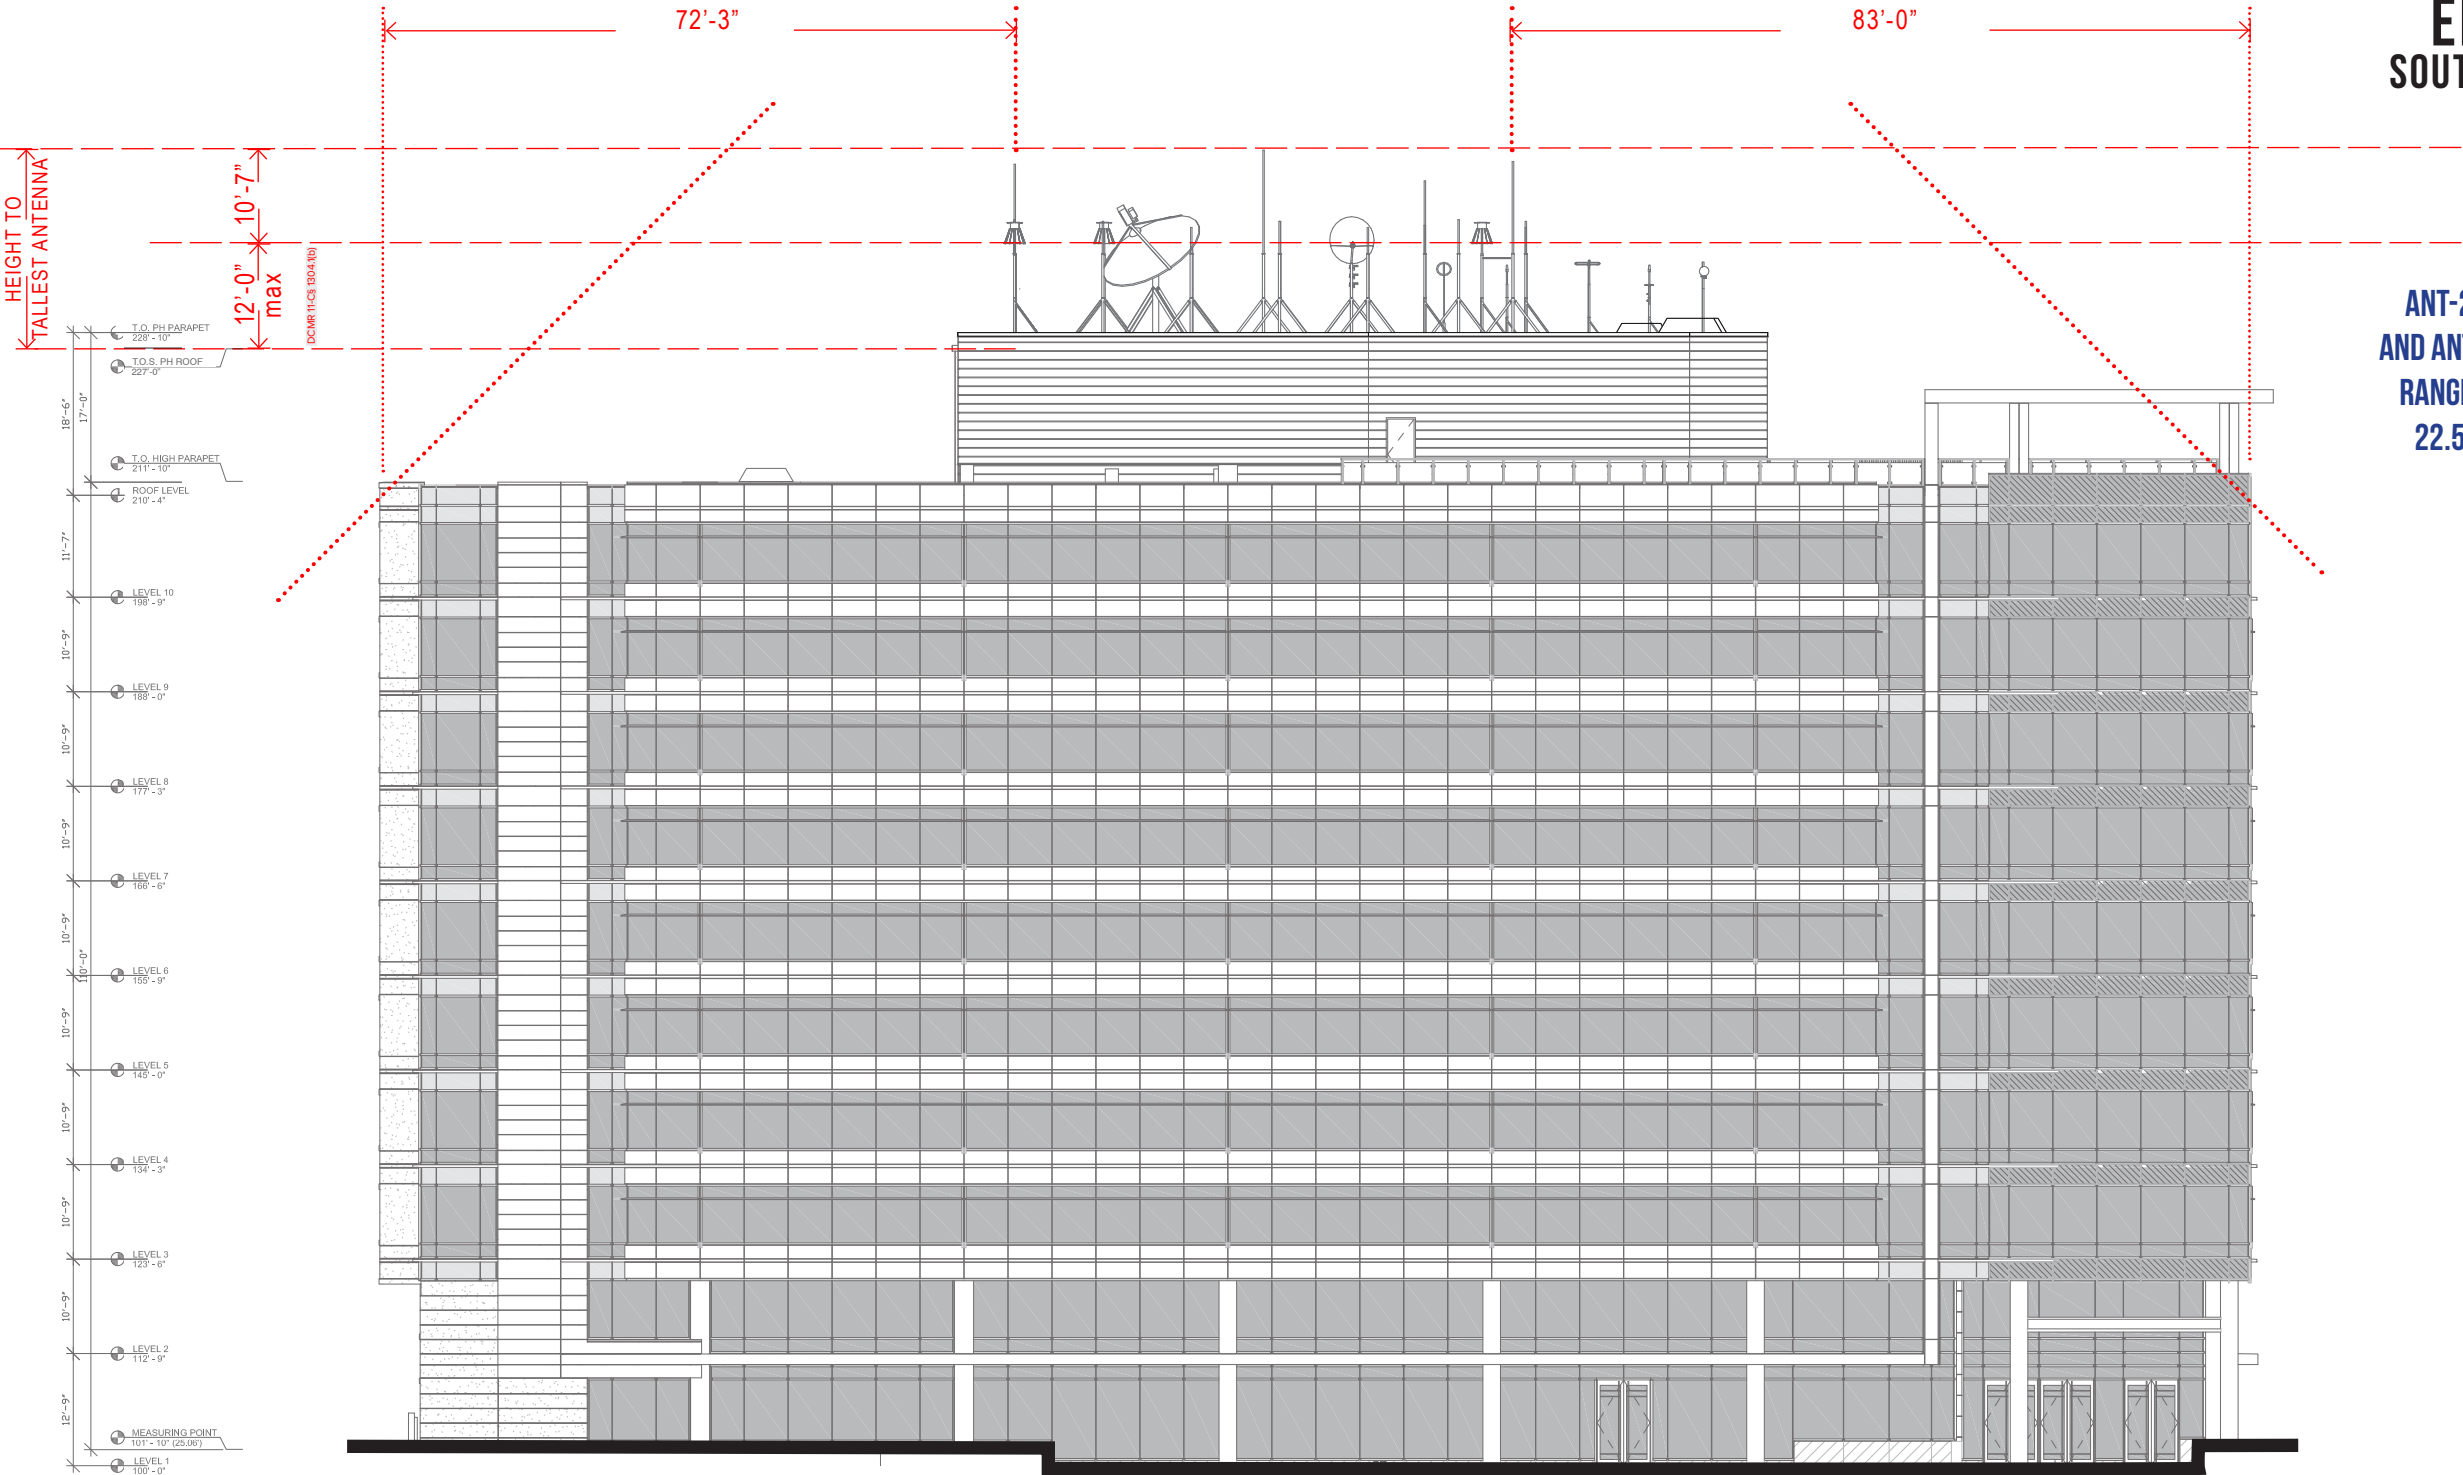 72'-3"
83'-0"
SOUT
HEIGHT TO
TALLEST ANTENNA
10'-7"
12'-0"
max
DCMR 11-C§ 1304.1(b)
ANT-2
AND AN
RANG
22.5
T.O. PH PARAPET
228' - 10"
T.O.S. PH ROOF
227'-0"
18'-6"
17'-0"
T.O. HIGH PARAPET
211' - 10"
ROOF LEVEL
210' - 4"
11'-7"
LEVEL 10
198' - 9"
10'-9"
LEVEL 9
188' - 0"
10'-9"
LEVEL 8
177' - 3"
10'-9"
LEVEL 7
166' - 6"
10'-9"
110'-0"
LEVEL 6
155' - 9"
10'-9"
LEVEL 5
145' - 0"
10'-9"
LEVEL 4
134' - 3"
10'-9"
LEVEL 3
123' - 6"
10'-9"
LEVEL 2
112' - 9"
12'-9"
MEASURING POINT
101' - 10" (25.06')
LEVEL 1
100' - 0"